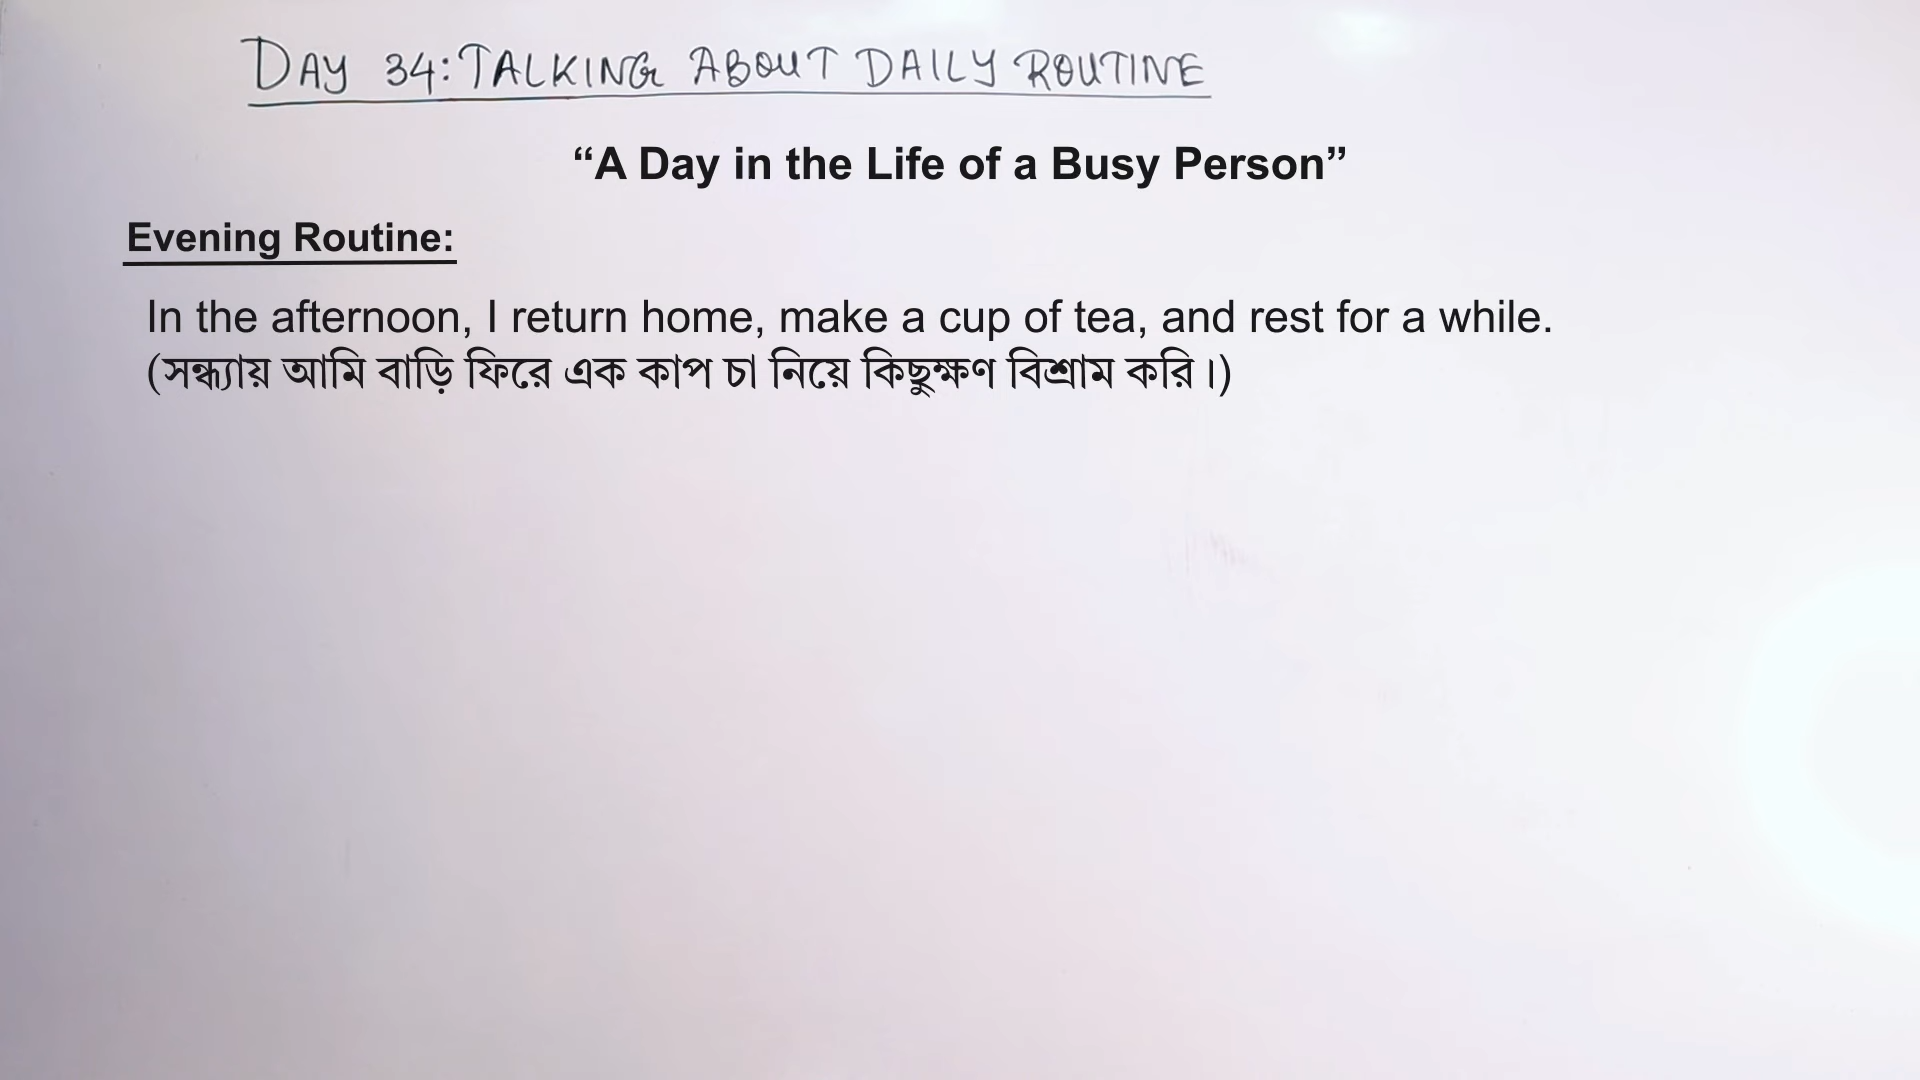 DAY 34: TALKING ABOUT DAILY ROUTINE
“A Day in the Life of a Busy Person”
Evening Routine:
In the afternoon, I return home, make a cup of tea, and rest for a while.
(সন্ধ্যায় আমি বাড়ি ফিরে এক কাপ চা নিয়ে কিছুক্ষণ বিশ্রাম করি।)